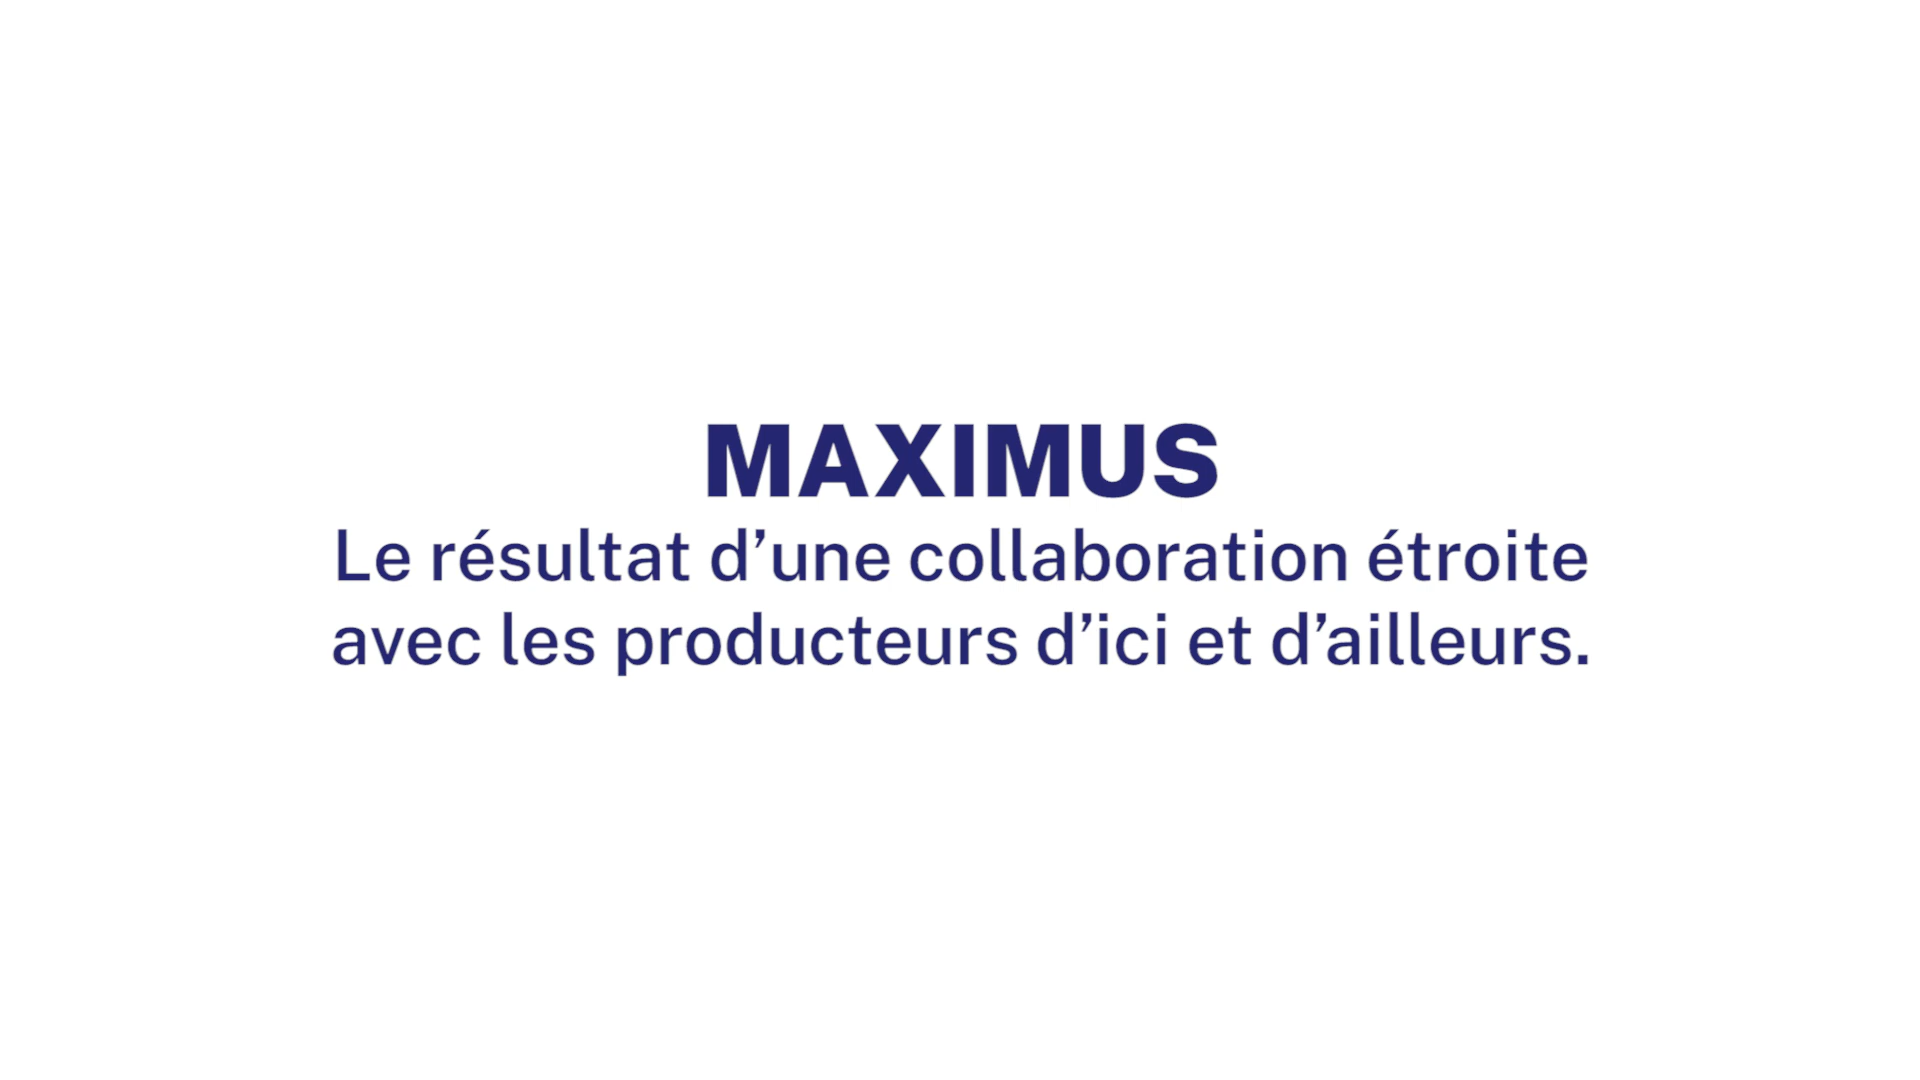 MAXIMUS
Le résultat d’une collaboration étroite
avec les producteurs d’ici et d’ailleurs.